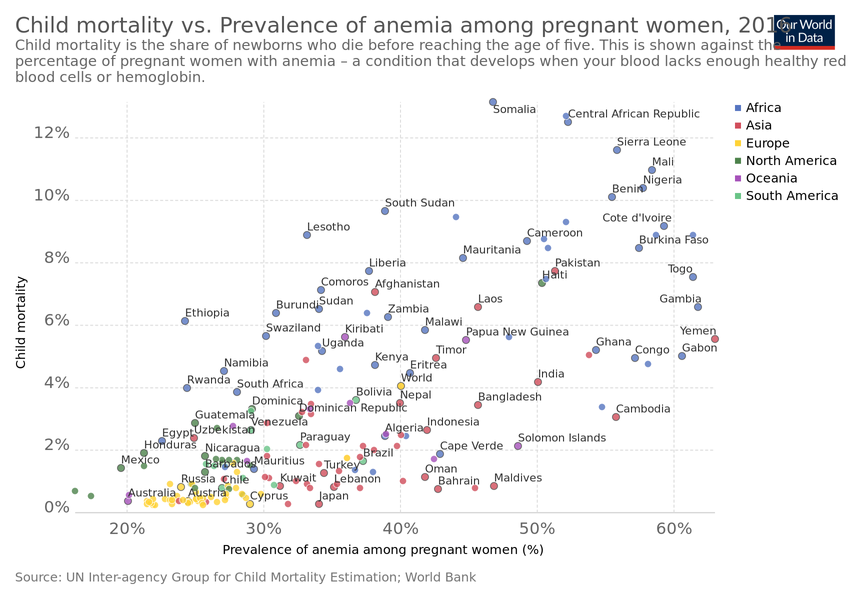 Child mortality vs. Prevalence of anemia among pregnant women,
Our World
in Data
Child mortality is the share of newborns who die before reaching the age of five. This is shown against the
percentage of pregnant women with anemia – a condition that develops when your blood lacks enough healthy red
blood cells or hemoglobin.
Africa
Asia
Europe
North America
Oceania
South America
Child mortality
12%
10%
8%
6%
4%
2%
0%
Somalia
Central African Republic
Sierra Leone
Mali
Nigeria
Benin
South Sudan
Cote d'Ivoire
Lesotho
Cameroon
Burkina Faso
Mauritania
Liberia
Pakistan
Togo
Haiti
Comoros
Afghanistan
Gambia
Ethiopia
Burundi
Sudan
Laos
Zambia
Swaziland
Kiribati
Malawi
Papua New Guinea
Yemen
Uganda
Ghana
Gabon
Kenya
Timor
Congo
Namibia
Eritrea
Rwanda
South Africa
World
India
Bolivia
Nepal
Bangladesh
Dominica
Dominican Republic
Cambodia
Guatemala
Venezuela
Indonesia
Egypt
Uzbekistan
Paraguay
Algeria
Solomon Islands
Honduras
Nicaragua
Brazil
Cape Verde
Mexico
Barbados
Mauritius
Turkey
Oman
Russia
Chile
Kuwait
Lebanon
Bahrain
Maldives
Australia
Austria
Cyprus
Japan
20%
30%
40%
50%
60%
Prevalence of anemia among pregnant women (%)
Source: UN Inter-agency Group for Child Mortality Estimation; World Bank